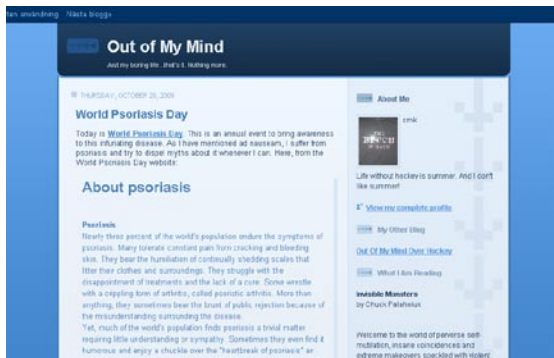 användning Nästa blogg»
Out of My Mind
Just my boring life...that's it. Nothing more.
THURSDAY, OCTOBER 29, 2009
World Psoriasis Day
Today is World Psoriasis Day. This is an annual event to bring awareness
to this infuriating disease. As I have mentioned ad nauseam, I suffer from
psoriasis and try to dispel myths about it whenever I can. Here, from the
World Psoriasis Day website:
About psoriasis
Psoriasis
Nearly three percent of the world's population endure the symptoms of
psoriasis. Many tolerate constant pain from cracking and bleeding
skin. They bear the humiliation of continually shedding scales that
litter their clothes and surroundings. They struggle with the
disappointment of treatments and the lack of a cure. Some wrestle
with a crippling form of arthritis, called psoriatic arthritis. More than
anything, they sometimes bear the brunt of public rejection because of
the misunderstanding surrounding the disease.
Yet, much of the world's population finds psoriasis a trivial matter
requiring little understanding or sympathy. Sometimes they even find it
humorous and enjoy a chuckle over the "heartbreak of psoriasis" an
About Me
Life without hockey is summer. And I don't
like summer!
View my complete profile
My Other Blog
Out Of My Mind Over Hockey
What I Am Reading
Invisible Monsters
by Chuck Palahniuk
Welcome to the world of perverse self-
mutilation, insane coincidences and
extreme makeovers speckled with violent